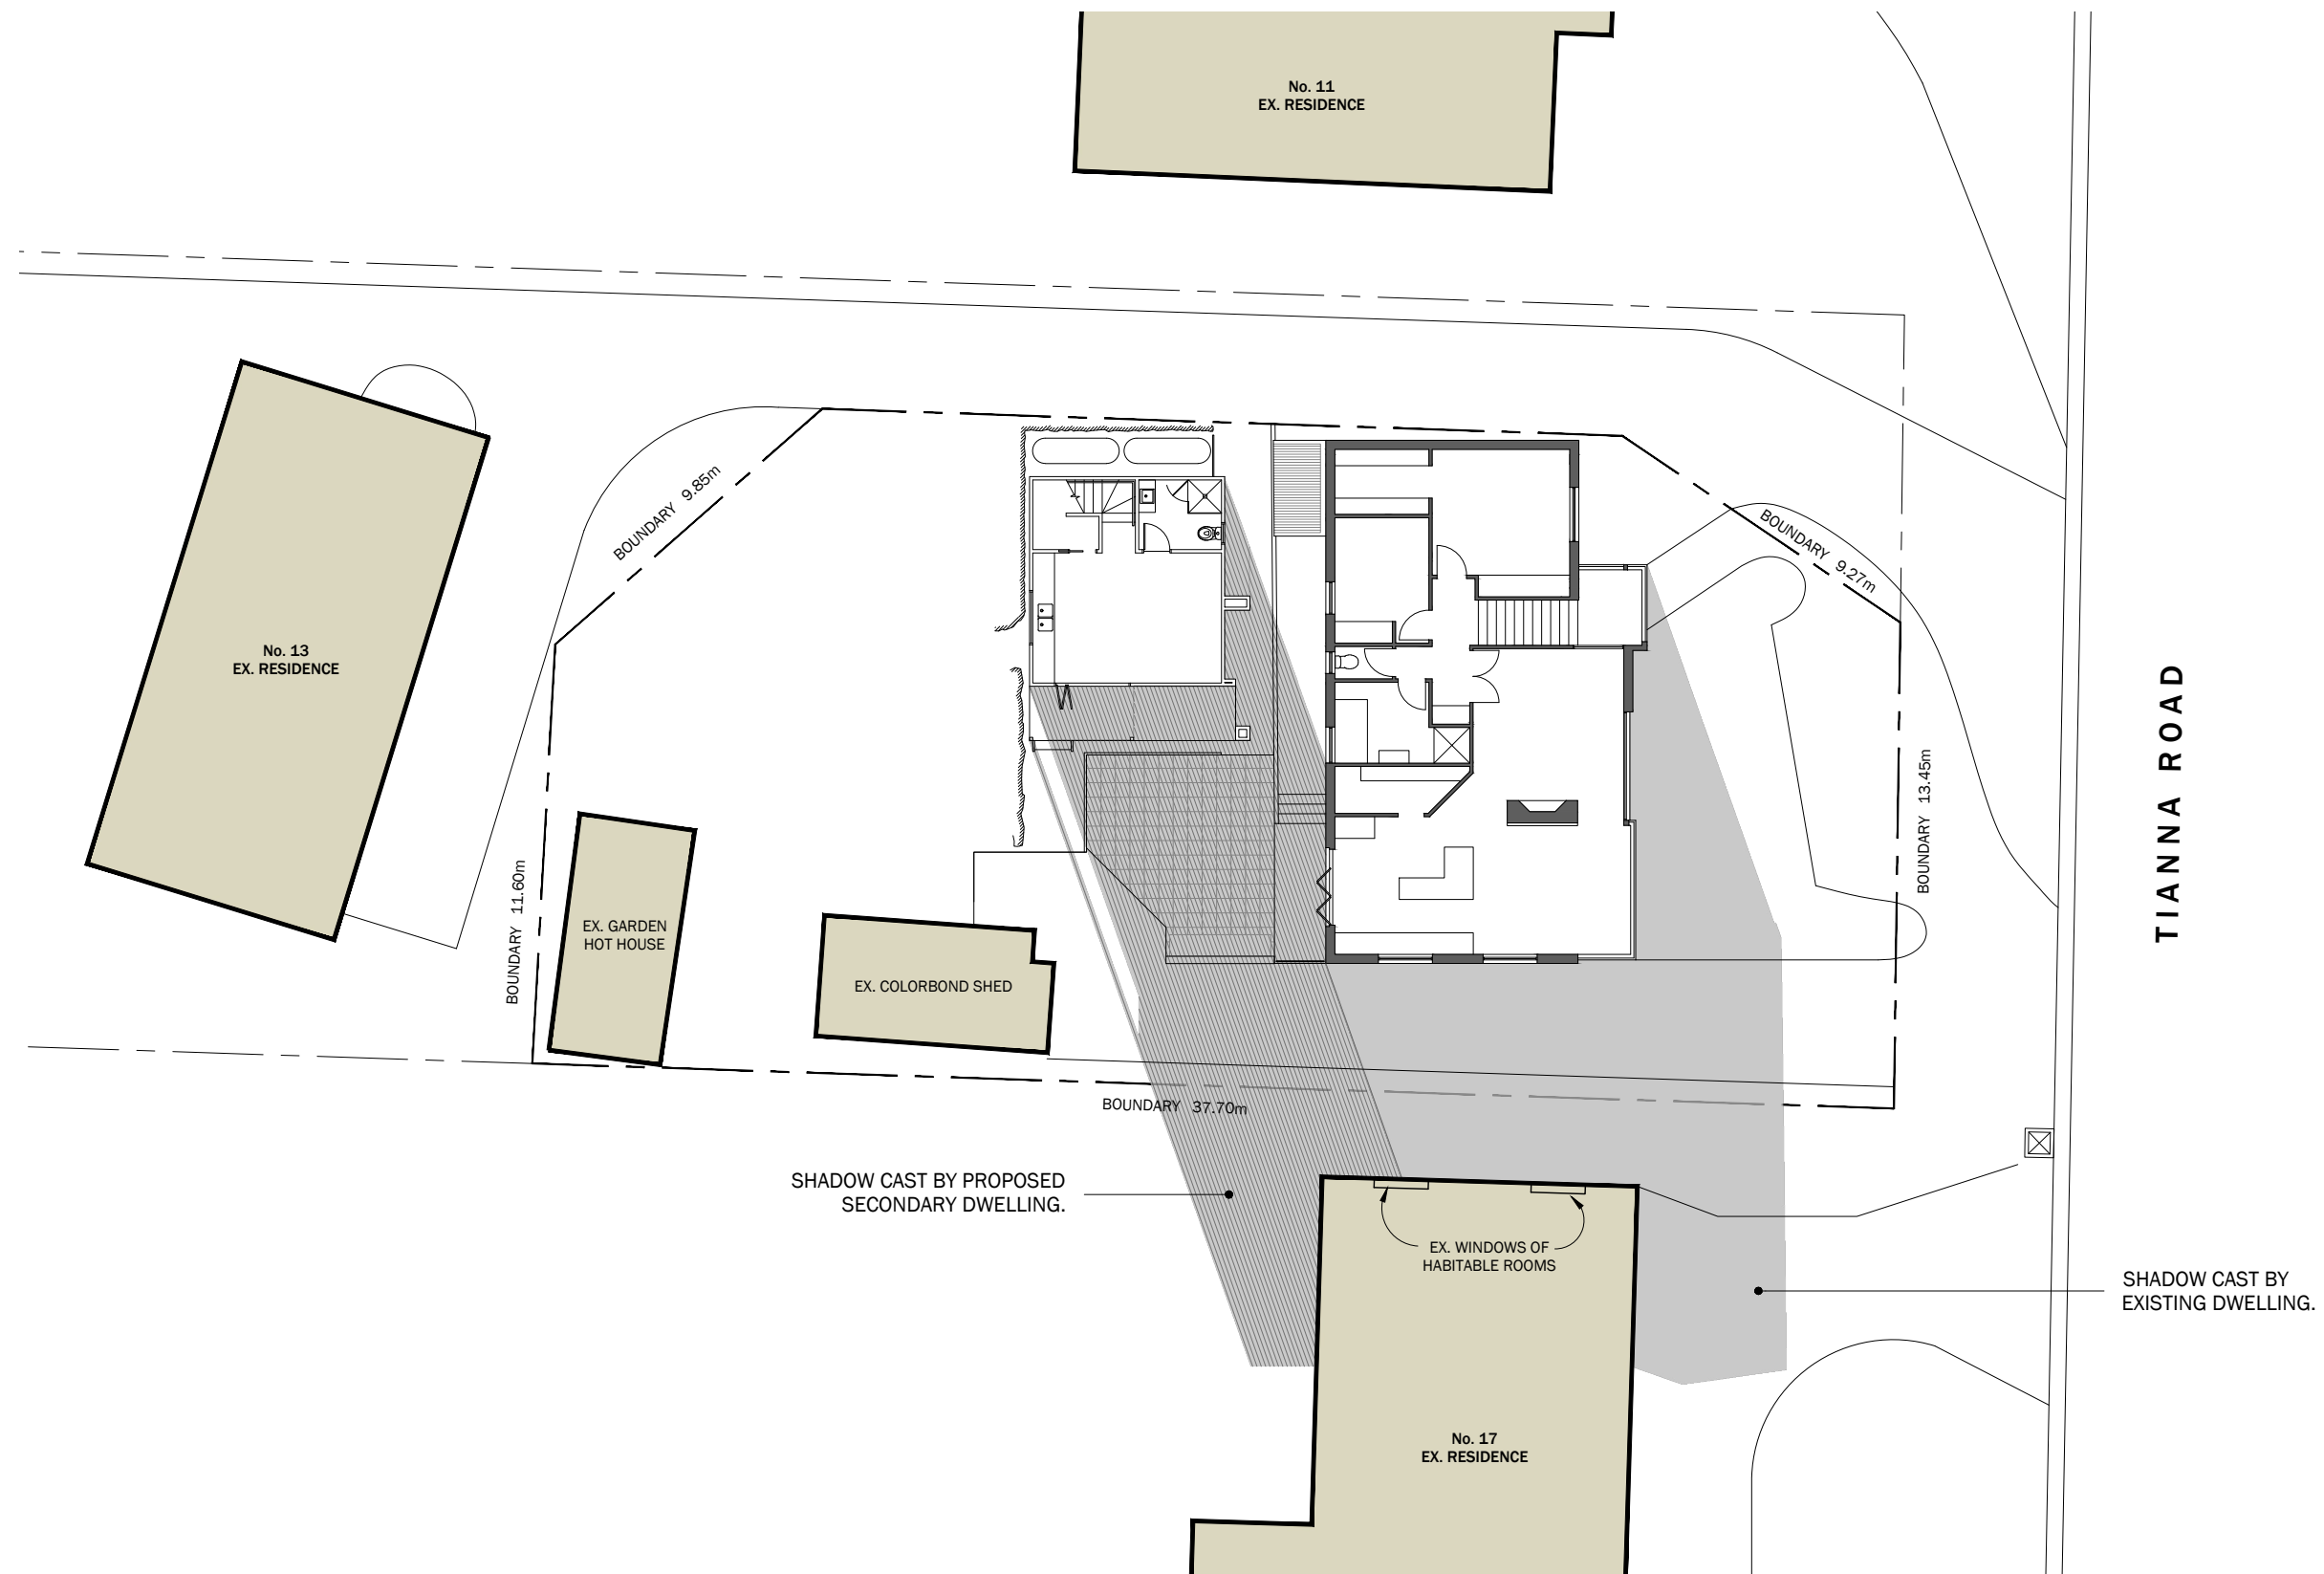 No. 11
EX. RESIDENCE
BOUNDARY 9.85m
BOUNDARY 9.27m
No. 13
EX. RESIDENCE
TIANNA ROAD
BOUNDARY 13.45m
BOUNDARY 11.60m
EX. GARDEN
HOT HOUSE
EX. COLORBOND SHED
BOUNDARY 37.70m
SHADOW CAST BY PROPOSED
SECONDARY DWELLING.
EX. WINDOWS OF
HABITABLE ROOMS
SHADOW CAST BY
EXISTING DWELLING.
No. 17
EX. RESIDENCE